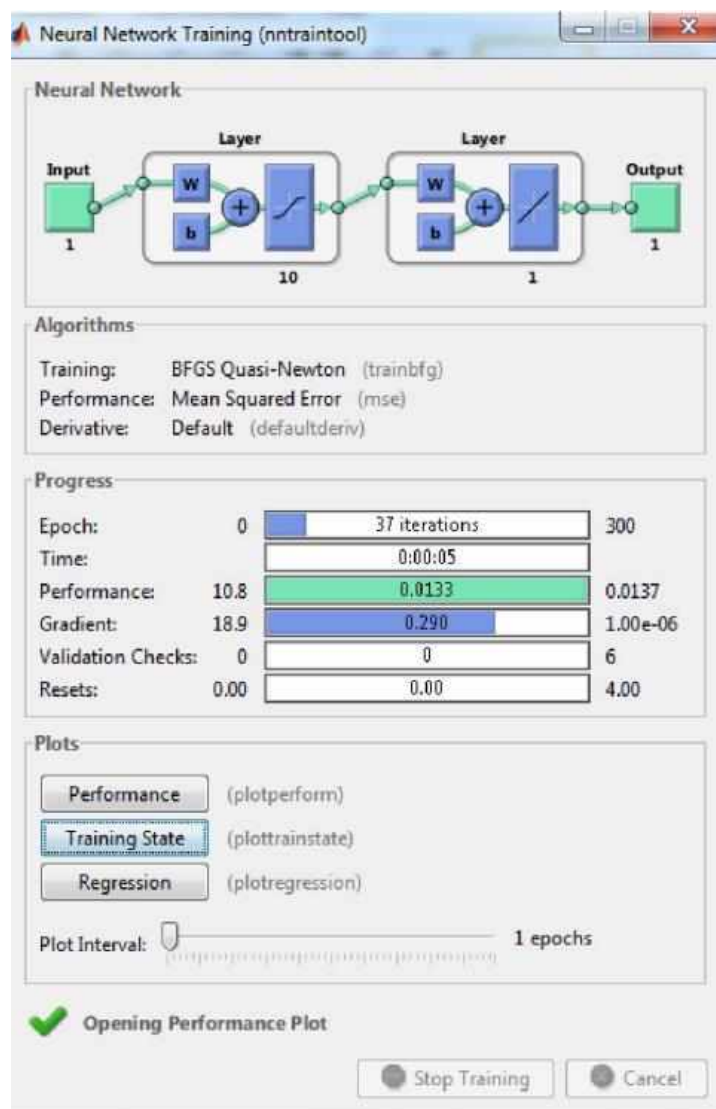 Neural Network Training (nntraintool)
Neural Network
Layer Layer
Input Output
W W
+ +
b b
1 1
10 1
Algorithms
Training: BFGS Quasi-Newton (trainbfg)
Performance: Mean Squared Error (mse)
Derivative: Default (defaultderiv)
Progress
Epoch: 0 37 iterations 300
Time: 0:00:05
Performance: 10.8 0.0133 0.0137
Gradient: 18.9 0.290 1.00e-06
Validation Checks: 0 0 6
Resets: 0.00 0.00 4.00
Plots
Performance (plotperform)
Training State (plottrainstate)
Regression (plotregression)
Plot Interval: 1 epochs
Opening Performance Plot
Stop Training Cancel